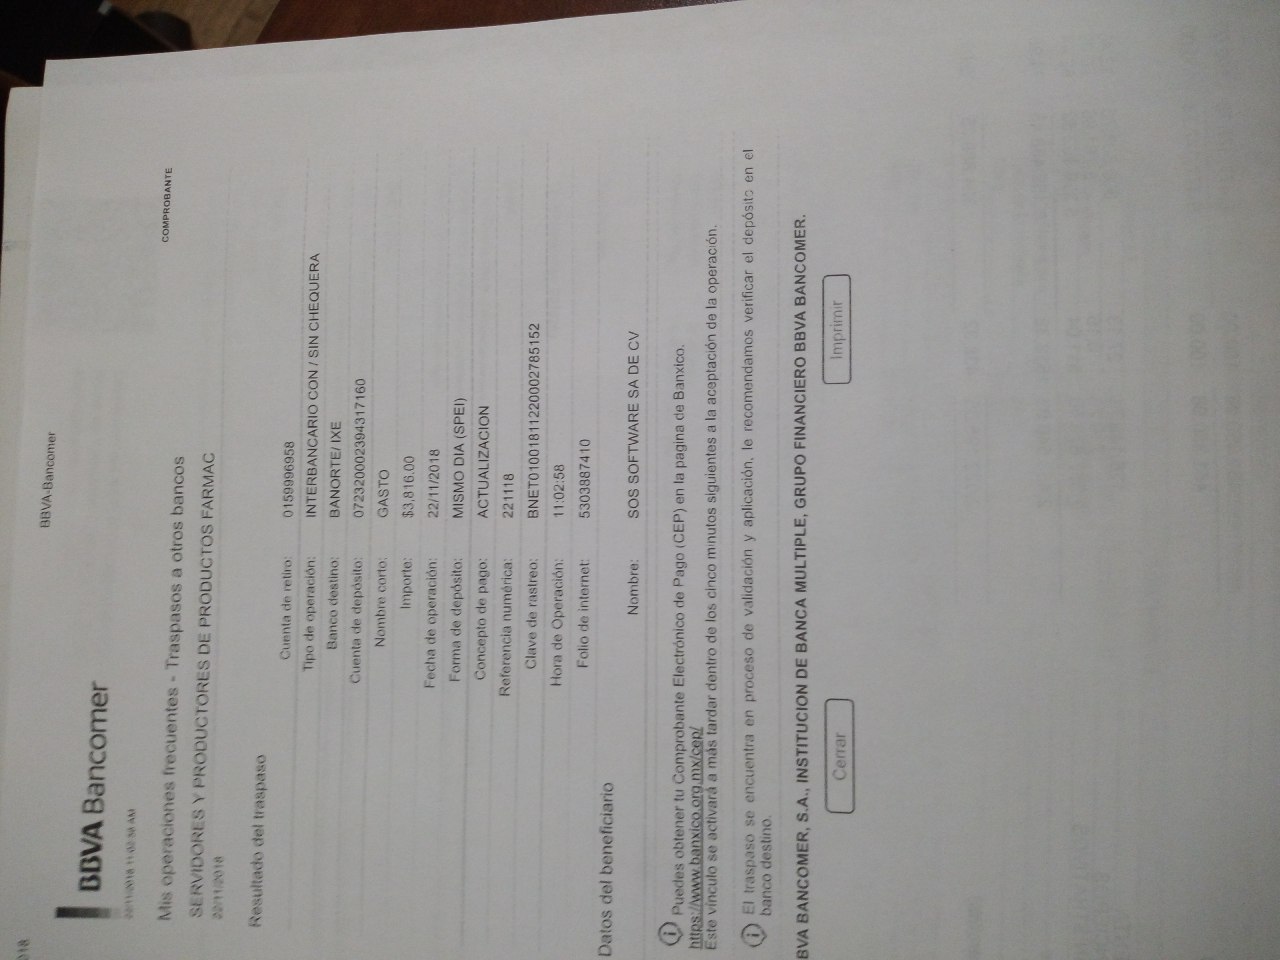 BBVA-Bancomer
BBVA Bancomer
22/11/2018 11:02:58 AM
COMPROBANTE
Mis operaciones frecuentes - Traspasos a otros bancos
SERVIDORES Y PRODUCTORES DE PRODUCTOS FARMAC
22/11/2018
Resultado del traspaso
Cuenta de retiro: 0159996958
Tipo de operación: INTERBANCARIO CON / SIN CHEQUERA
Banco destino: BANORTE/ IXE
Cuenta de depósito: 072320002394317160
Nombre corto: GASTO
Importe: $3,816.00
Fecha de operación: 22/11/2018
Forma de depósito: MISMO DIA (SPEI)
Concepto de pago: ACTUALIZACION
Referencia numérica: 221118
Clave de rastreo: BNET01001811220002785152
Hora de Operación: 11:02:58
Folio de internet: 5303887410
Datos del beneficiario
Nombre: SOS SOFTWARE SA DE CV
Puedes obtener tu Comprobante Electrónico de Pago (CEP) en la pagina de Banxico.
https://www.banxico.org.mx/cep/
Este vínculo se activará a más tardar dentro de los cinco minutos siguientes a la aceptación de la operación.
El traspaso se encuentra en proceso de validación y aplicación, le recomendamos verificar el depósito en el
banco destino.
BVA BANCOMER, S.A., INSTITUCION DE BANCA MULTIPLE, GRUPO FINANCIERO BBVA BANCOMER.
Cerrar
Imprimir